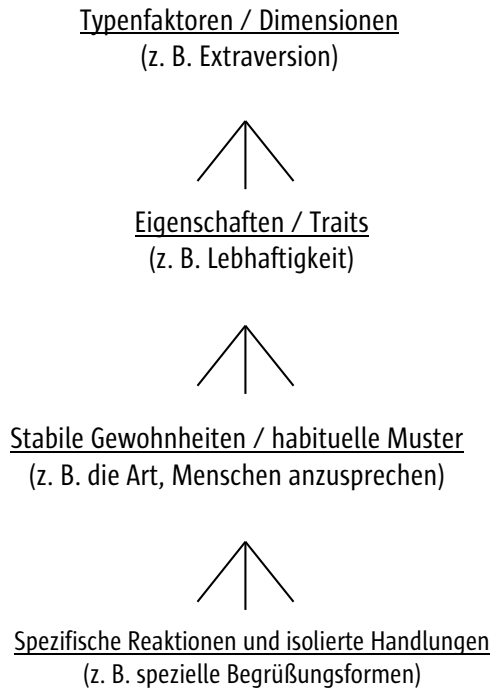 Typenfaktoren / Dimensionen
(z. B. Extraversion)
Eigenschaften / Traits
(z. B. Lebhaftigkeit)
Stabile Gewohnheiten / habituelle Muster
(z. B. die Art, Menschen anzusprechen)
Spezifische Reaktionen und isolierte Handlungen
(z. B. spezielle Begrüßungsformen)